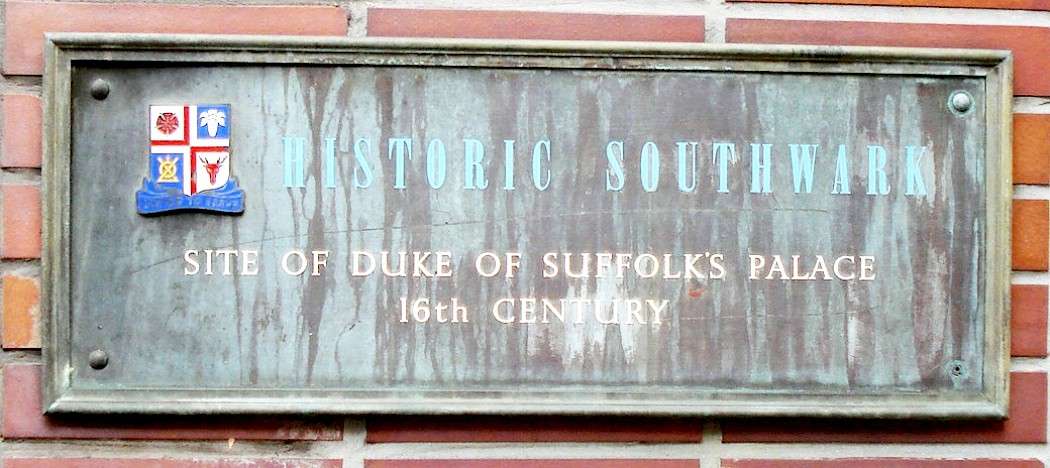 HISTORIC SOUTHWARK
SITE OF DUKE OF SUFFOLK'S PALACE
16th CENTURY